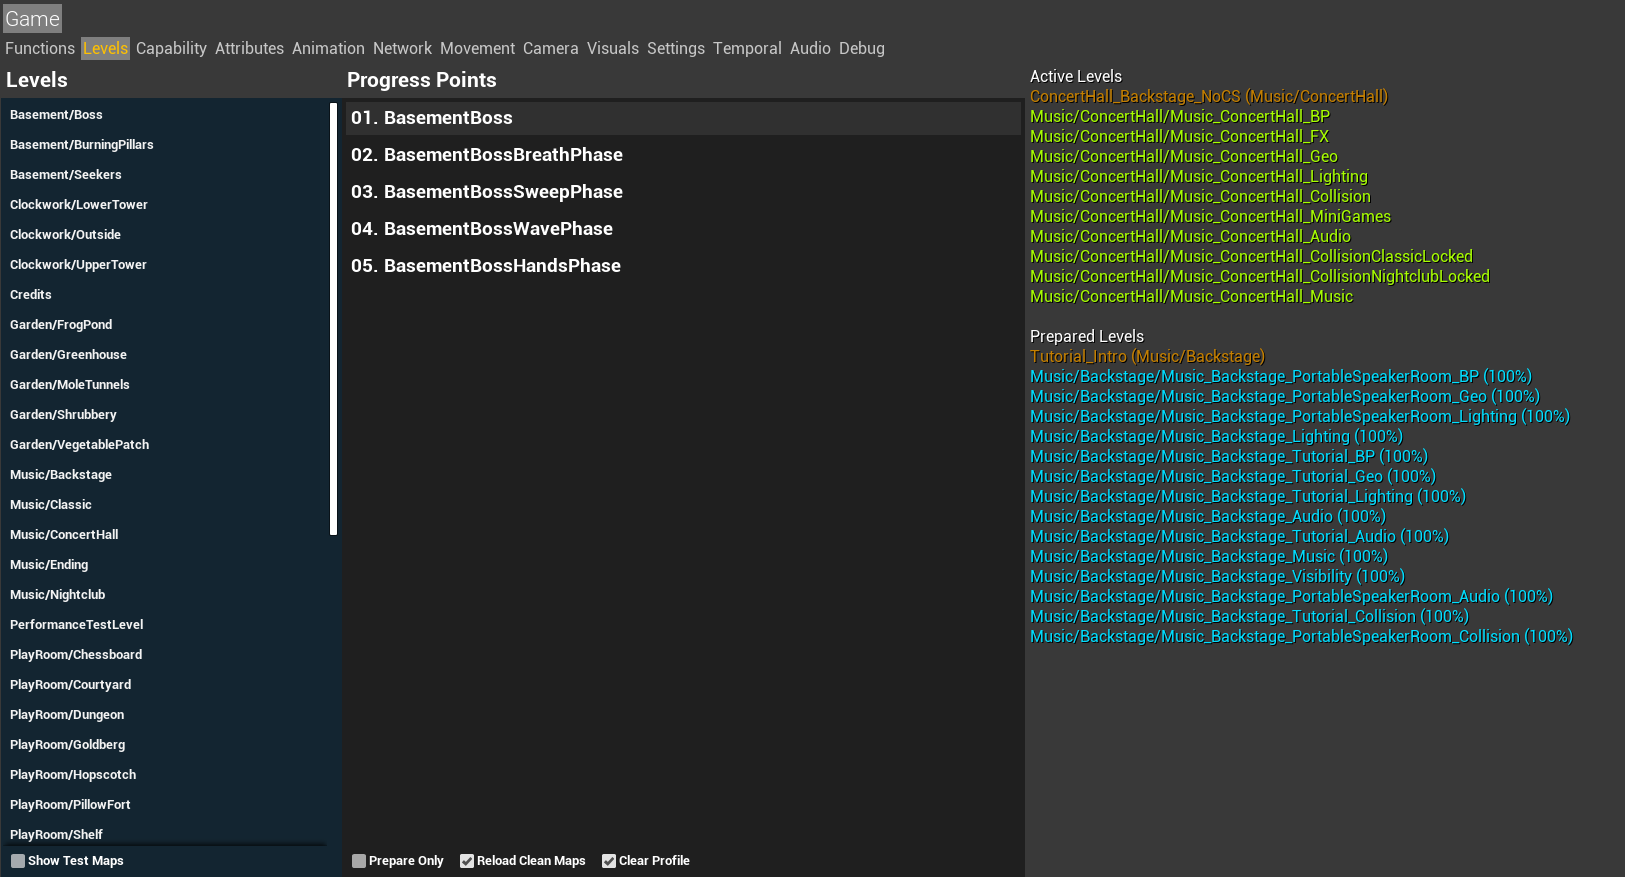 Game
Functions Levels Capability Attributes Animation Network Movement Camera Visuals Settings Temporal Audio Debug
Levels
Basement/Boss
Basement/BurningPillars
Basement/Seekers
Clockwork/LowerTower
Clockwork/Outside
Clockwork/UpperTower
Credits
Garden/FrogPond
Garden/Greenhouse
Garden/MoleTunnels
Garden/Shrubbery
Garden/VegetablePatch
Music/Backstage
Music/Classic
Music/ConcertHall
Music/Ending
Music/Nightclub
PerformanceTestLevel
PlayRoom/Chessboard
PlayRoom/Courtyard
PlayRoom/Dungeon
PlayRoom/Goldberg
PlayRoom/Hopscotch
PlayRoom/PillowFort
PlayRoom/Shelf
Show Test Maps
Progress Points
01. BasementBoss
02. BasementBossBreathPhase
03. BasementBossSweepPhase
04. BasementBossWavePhase
05. BasementBossHandsPhase
Prepare Only Reload Clean Maps Clear Profile
Active Levels
ConcertHall_Backstage_NoCS (Music/ConcertHall)
Music/ConcertHall/Music_ConcertHall_BP
Music/ConcertHall/Music_ConcertHall_FX
Music/ConcertHall/Music_ConcertHall_Geo
Music/ConcertHall/Music_ConcertHall_Lighting
Music/ConcertHall/Music_ConcertHall_Collision
Music/ConcertHall/Music_ConcertHall_MiniGames
Music/ConcertHall/Music_ConcertHall_Audio
Music/ConcertHall/Music_ConcertHall_CollisionClassicLocked
Music/ConcertHall/Music_ConcertHall_CollisionNightclubLocked
Music/ConcertHall/Music_ConcertHall_Music
Prepared Levels
Tutorial_Intro (Music/Backstage)
Music/Backstage/Music_Backstage_PortableSpeakerRoom_BP (100%)
Music/Backstage/Music_Backstage_PortableSpeakerRoom_Geo (100%)
Music/Backstage/Music_Backstage_PortableSpeakerRoom_Lighting (100%)
Music/Backstage/Music_Backstage_Lighting (100%)
Music/Backstage/Music_Backstage_Tutorial_BP (100%)
Music/Backstage/Music_Backstage_Tutorial_Geo (100%)
Music/Backstage/Music_Backstage_Tutorial_Lighting (100%)
Music/Backstage/Music_Backstage_Audio (100%)
Music/Backstage/Music_Backstage_Tutorial_Audio (100%)
Music/Backstage/Music_Backstage_Music (100%)
Music/Backstage/Music_Backstage_Visibility (100%)
Music/Backstage/Music_Backstage_PortableSpeakerRoom_Audio (100%)
Music/Backstage/Music_Backstage_Tutorial_Collision (100%)
Music/Backstage/Music_Backstage_PortableSpeakerRoom_Collision (100%)